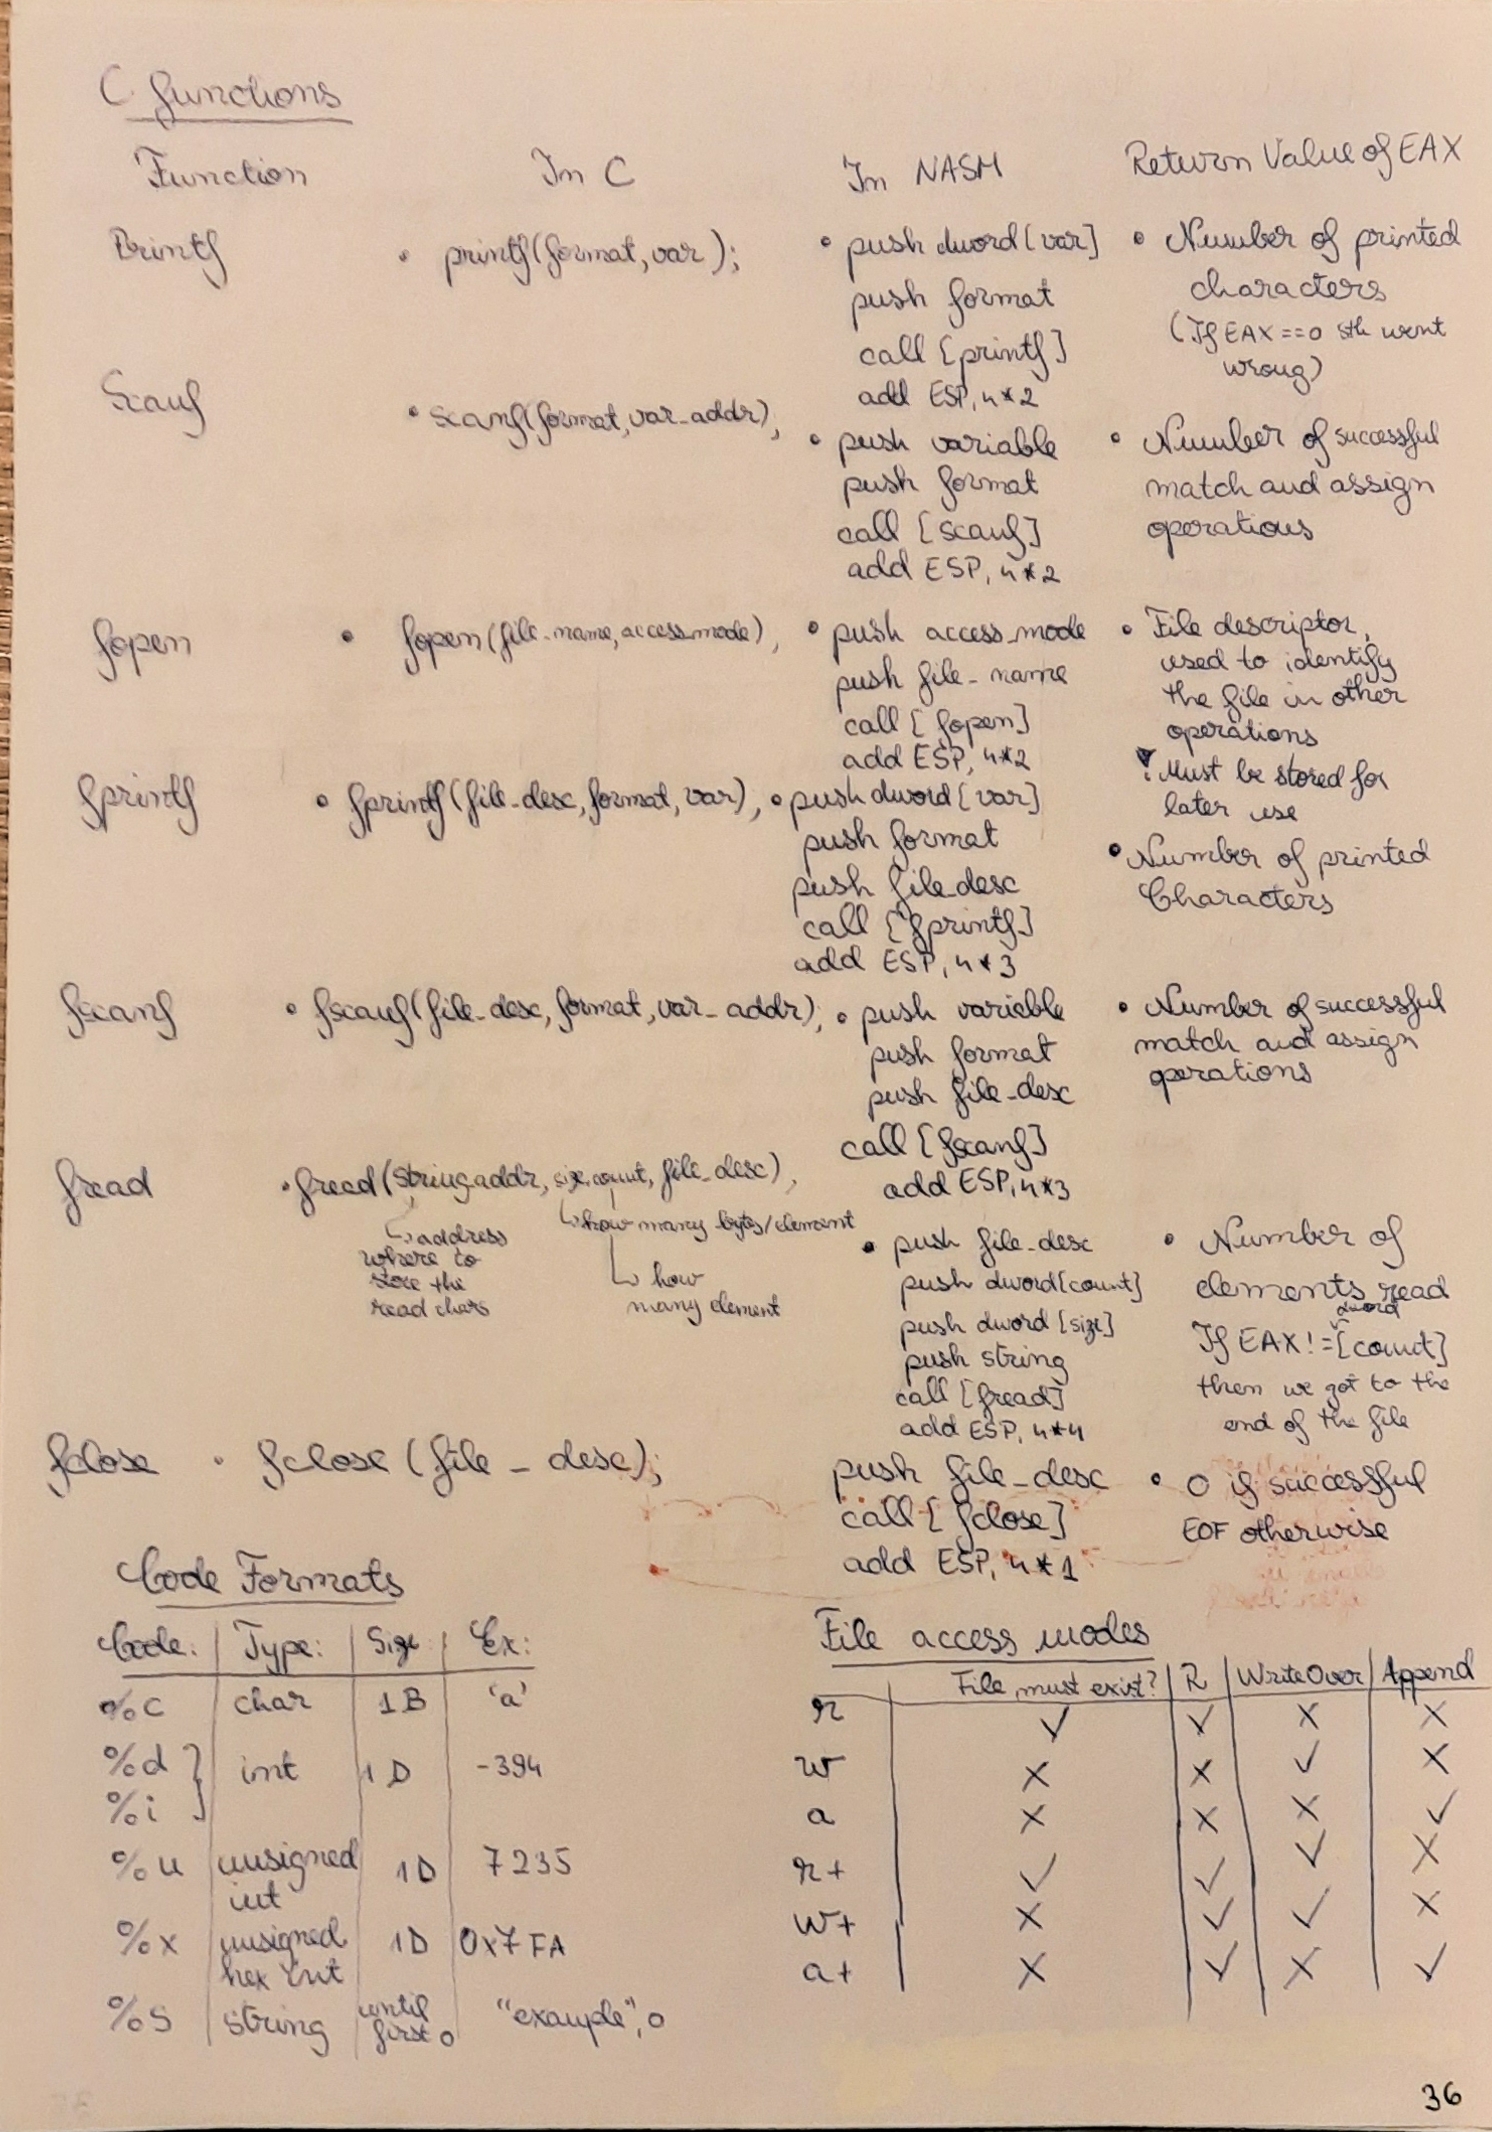 C functions
Function In C In NASM Return Value of EAX
Printf • printf(format, var); • push dword[var] • Number of printed
push format characters
call [printf] (If EAX==0 sth went
add ESP, 4*2 wrong)
Scanf • scanf(format, var_addr); • push variable • Number of successful
push format match and assign
call [scanf] operations
add ESP, 4*2
fopen • fopen(file_name, access_mode), • push access_mode • File descriptor,
push file_name used to identify
call [fopen] the file in other
add ESP, 4*2 operations
! Must be stored for
later use
fprintf • fprintf(file_desc, format, var), • push dword[var] • Number of printed
push format Characters
push file_desc
call [fprintf]
add ESP, 4*3
fscanf • fscanf(file_desc, format, var_addr); • push variable • Number of successful
push format match and assign
push file_desc operations
call [fscanf]
add ESP, 4*3
fread • fread(string_addr, size, count, file_desc),
↳ address
where to
store the
read chars
↳ how many bytes/element
↳ how
many element
• push file_desc • Number of
push dword[count] elements read
push dword[size] If EAX != dword [count]
push string then we got to the
call [fread] end of the file
add ESP, 4*4
fclose • fclose(file_desc); push file_desc • 0 if successful
call [fclose] EOF otherwise
add ESP, 4*1
Code Formats
Code: Type: Size Ex:
%c char 1B 'a'
%d } int 1D -394
%i
%u unsigned 1D 7235
int
%x unsigned 1D 0x7FA
hex int
%s string until "example",0
first 0
File access modes
File must exist? R WriteOver Append
r ✓ ✓ X X
w X X ✓ X
a X X X ✓
r+ ✓ ✓ ✓ X
w+ X ✓ ✓ X
a+ X ✓ X ✓
36